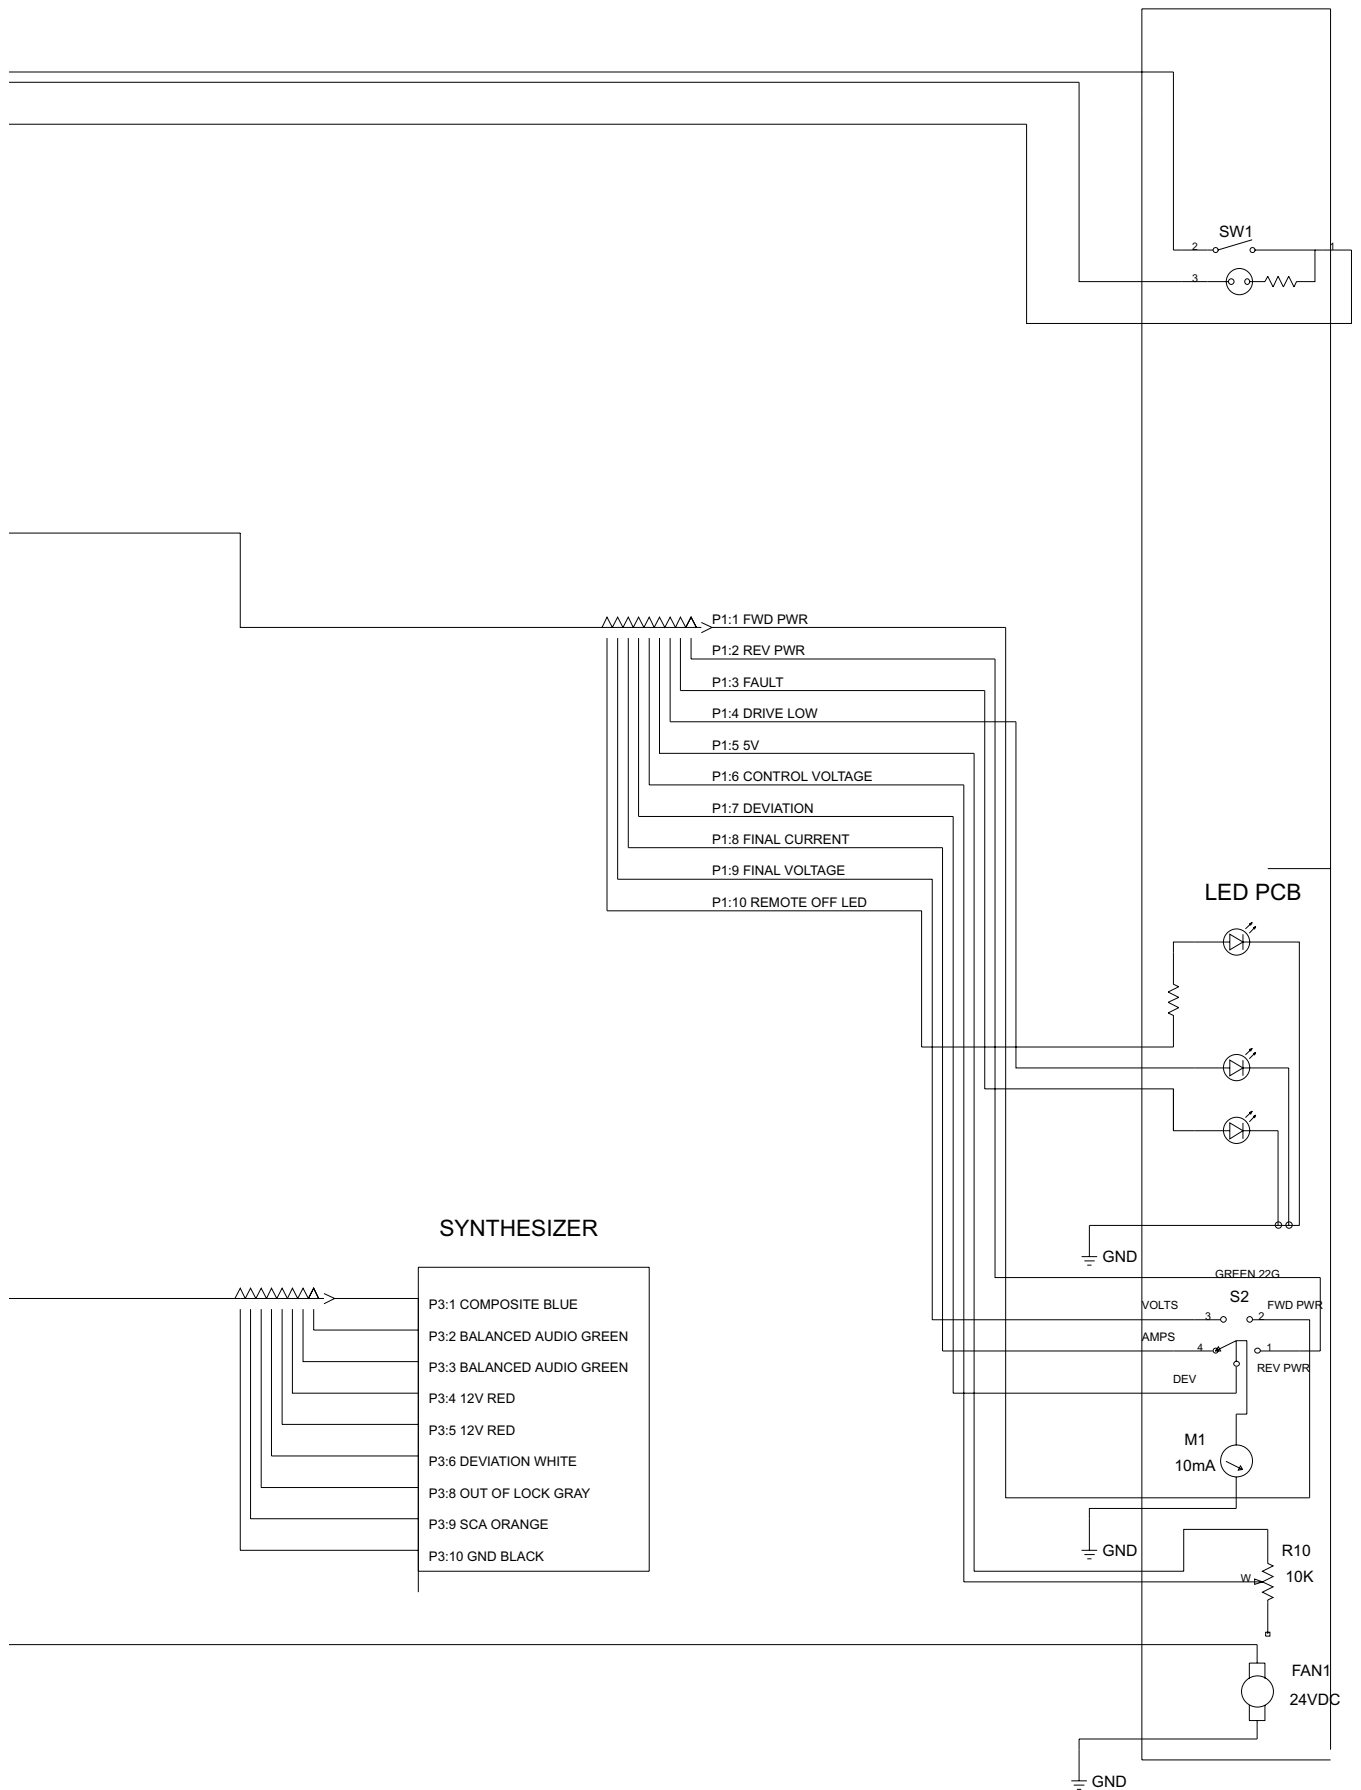 SW1
2
1
3
P1:1 FWD PWR
P1:2 REV PWR
P1:3 FAULT
P1:4 DRIVE LOW
P1:5 5V
P1:6 CONTROL VOLTAGE
P1:7 DEVIATION
P1:8 FINAL CURRENT
P1:9 FINAL VOLTAGE
P1:10 REMOTE OFF LED
LED PCB
GND
SYNTHESIZER
P3:1 COMPOSITE BLUE
P3:2 BALANCED AUDIO GREEN
P3:3 BALANCED AUDIO GREEN
P3:4 12V RED
P3:5 12V RED
P3:6 DEVIATION WHITE
P3:8 OUT OF LOCK GRAY
P3:9 SCA ORANGE
P3:10 GND BLACK
GREEN 22G
S2
VOLTS
3
2
FWD PWR
AMPS
4
1
REV PWR
DEV
M1
10mA
GND
R10
10K
W
FAN1
24VDC
GND